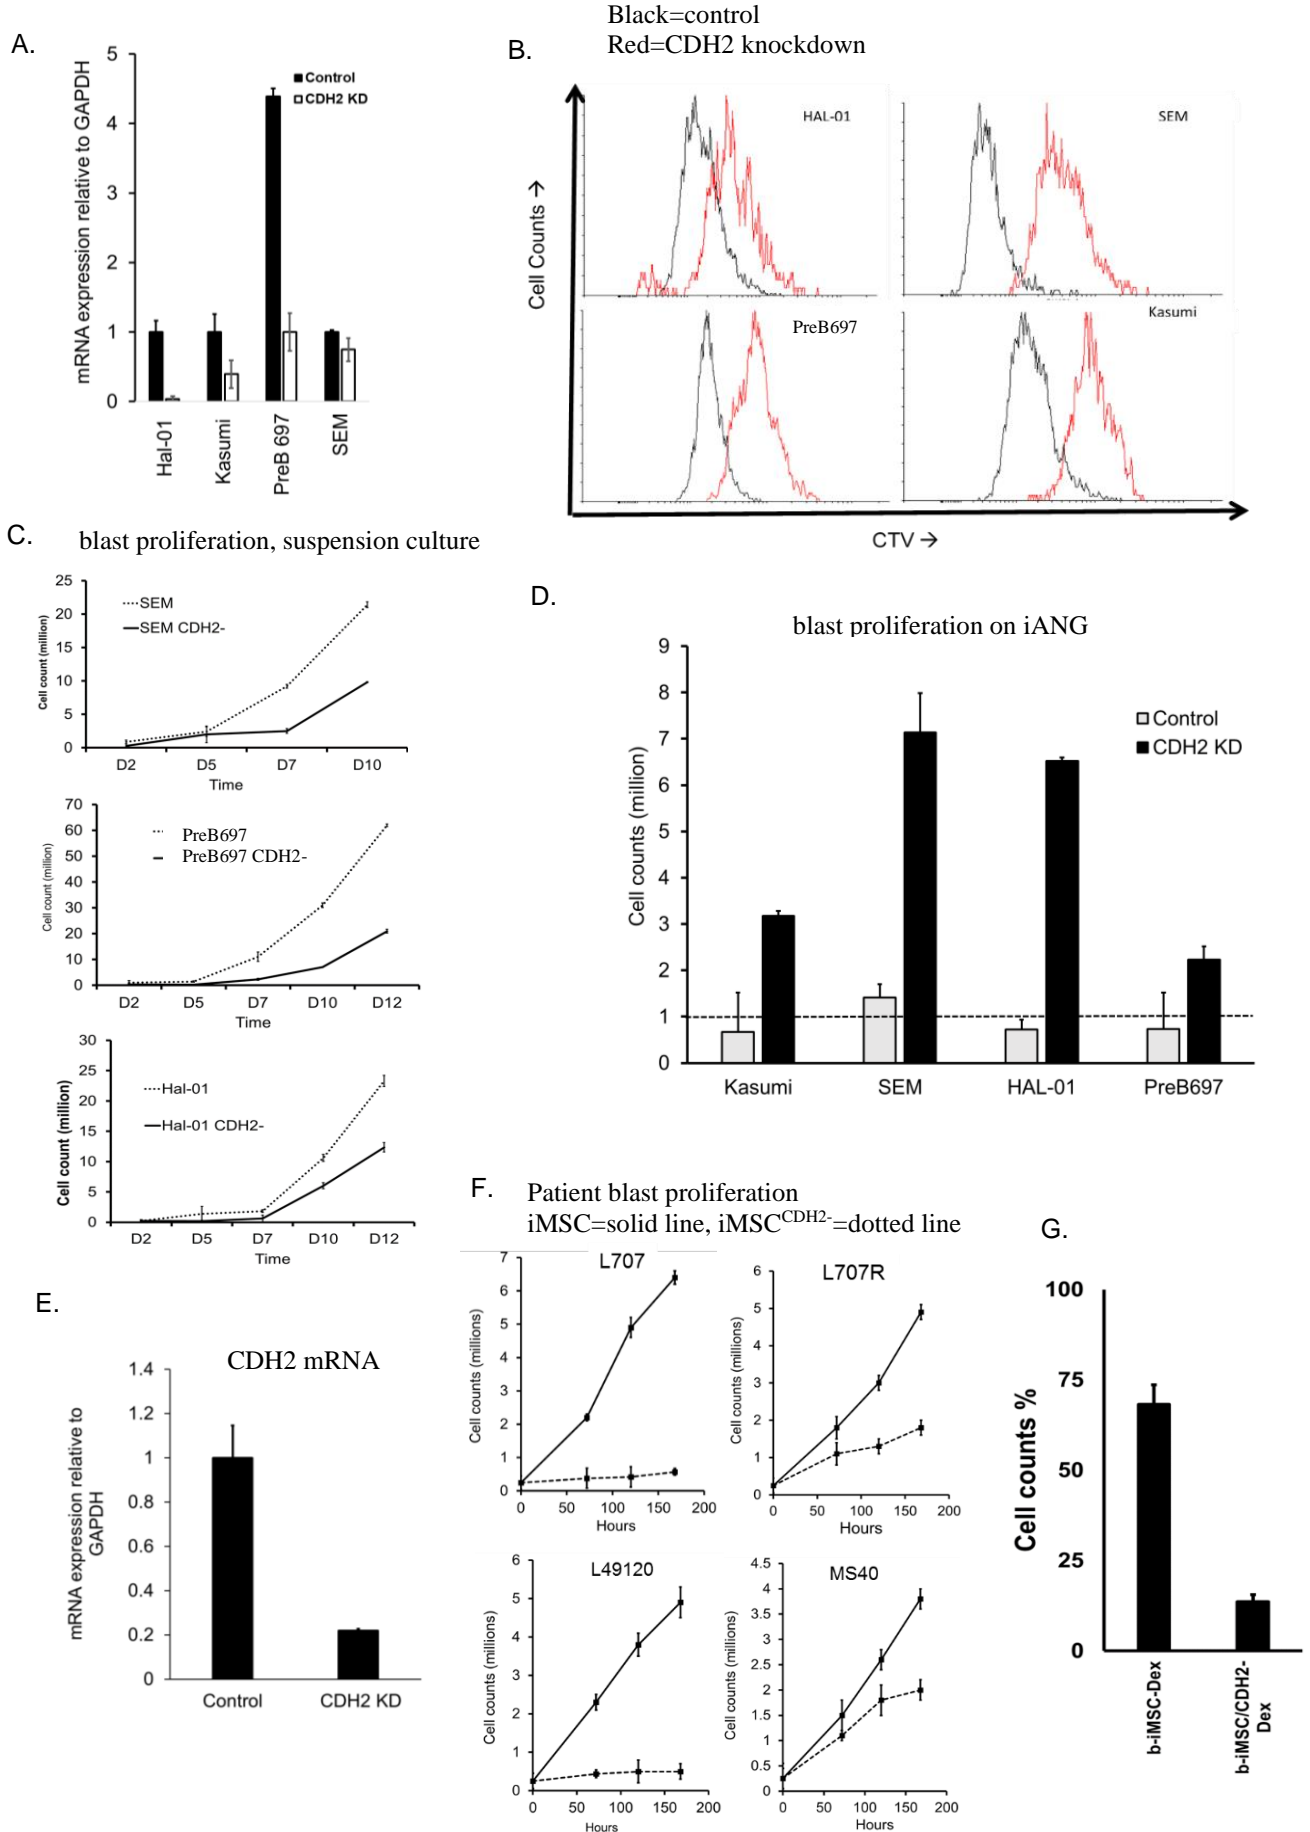 A.
mRNA expression relative to GAPDH
5
4
3
2
1
0
Control
CDH2 KD
Hal-01
Kasumi
PreB 697
SEM
Black=control
Red=CDH2 knockdown
B.
Cell Counts →
HAL-01
SEM
PreB697
Kasumi
CTV →
C.
blast proliferation, suspension culture
Cell count (million)
25
20
15
10
5
0
SEM
SEM CDH2-
D2 D5 D7 D10
Time
Cell count (million)
70
60
50
40
30
20
10
0
PreB697
PreB697 CDH2-
D2 D5 D7 D10 D12
Time
Cell count (million)
30
25
20
15
10
5
0
Hal-01
Hal-01 CDH2-
D2 D5 D7 D10 D12
Time
D.
blast proliferation on iANG
Cell counts (million)
9
8
7
6
5
4
3
2
1
0
Control
CDH2 KD
Kasumi SEM HAL-01 PreB697
E.
CDH2 mRNA
mRNA expression relative to
GAPDH
1.4
1.2
1
0.8
0.6
0.4
0.2
0
Control CDH2 KD
F.
Patient blast proliferation
iMSC=solid line, iMSCCDH2-=dotted line
L707
Cell counts (millions)
7
6
5
4
3
2
1
0
0 50 100 150 200
Hours
L707R
Cell counts (millions)
6
5
4
3
2
1
0
0 50 100 150 200
Hours
L49120
Cell counts (millions)
6
5
4
3
2
1
0
0 50 100 150 200
Hours
MS40
Cell counts (millions)
4.5
4
3.5
3
2.5
2
1.5
1
0.5
0
0 50 100 150 200
Hours
G.
Cell counts %
100
75
50
25
0
b-iMSC-Dex
b-iMSC/CDH2-
Dex